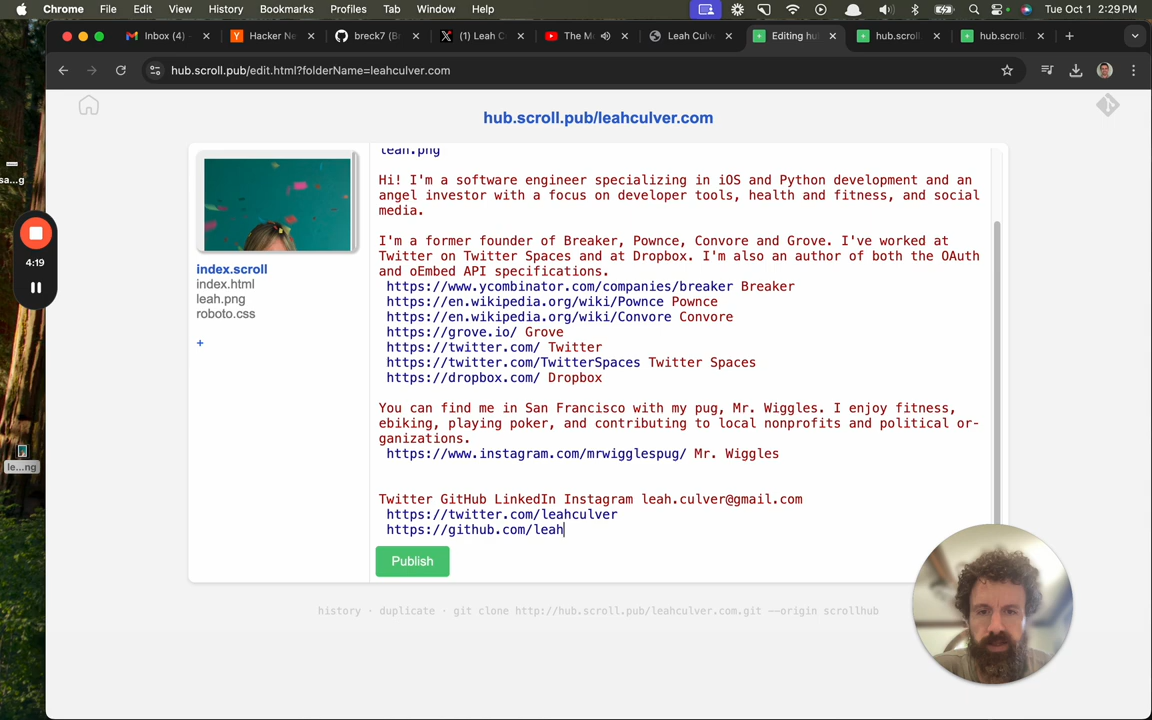 Chrome File Edit View History Bookmarks Profiles Tab Window Help Tue Oct 1 2:29 PM
Inbox (4) Hacker Ne breck7 (B (1) Leah C The M Leah Culv Editing hu hub.scroll. hub.scroll.
hub.scroll.pub/edit.html?folderName=leahculver.com
hub.scroll.pub/leahculver.com
leah.png
Hi! I'm a software engineer specializing in iOS and Python development and an
angel investor with a focus on developer tools, health and fitness, and social
media.
I'm a former founder of Breaker, Pownce, Convore and Grove. I've worked at
Twitter on Twitter Spaces and at Dropbox. I'm also an author of both the OAuth
and oEmbed API specifications.
https://www.ycombinator.com/companies/breaker Breaker
https://en.wikipedia.org/wiki/Pownce Pownce
https://en.wikipedia.org/wiki/Convore Convore
https://grove.io/ Grove
https://twitter.com/ Twitter
https://twitter.com/TwitterSpaces Twitter Spaces
https://dropbox.com/ Dropbox
You can find me in San Francisco with my pug, Mr. Wiggles. I enjoy fitness,
ebiking, playing poker, and contributing to local nonprofits and political or-
ganizations.
https://www.instagram.com/mrwigglespug/ Mr. Wiggles
Twitter GitHub LinkedIn Instagram leah.culver@gmail.com
https://twitter.com/leahculver
https://github.com/leah
index.scroll
index.html
leah.png
roboto.css
+
Publish
history · duplicate · git clone http://hub.scroll.pub/leahculver.com.git --origin scrollhub
4:19
sa...g
le...ng